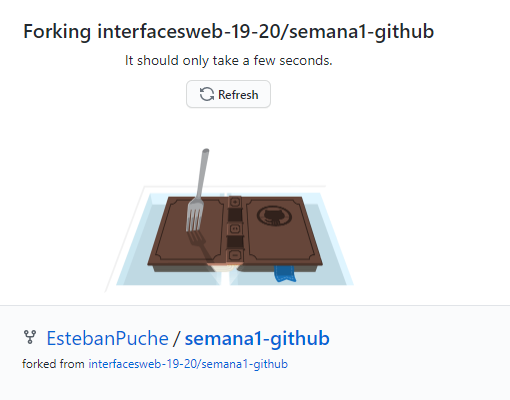 Forking interfacesweb-19-20/semana1-github
It should only take a few seconds.
Refresh
EstebanPuche / semana1-github
forked from interfacesweb-19-20/semana1-github